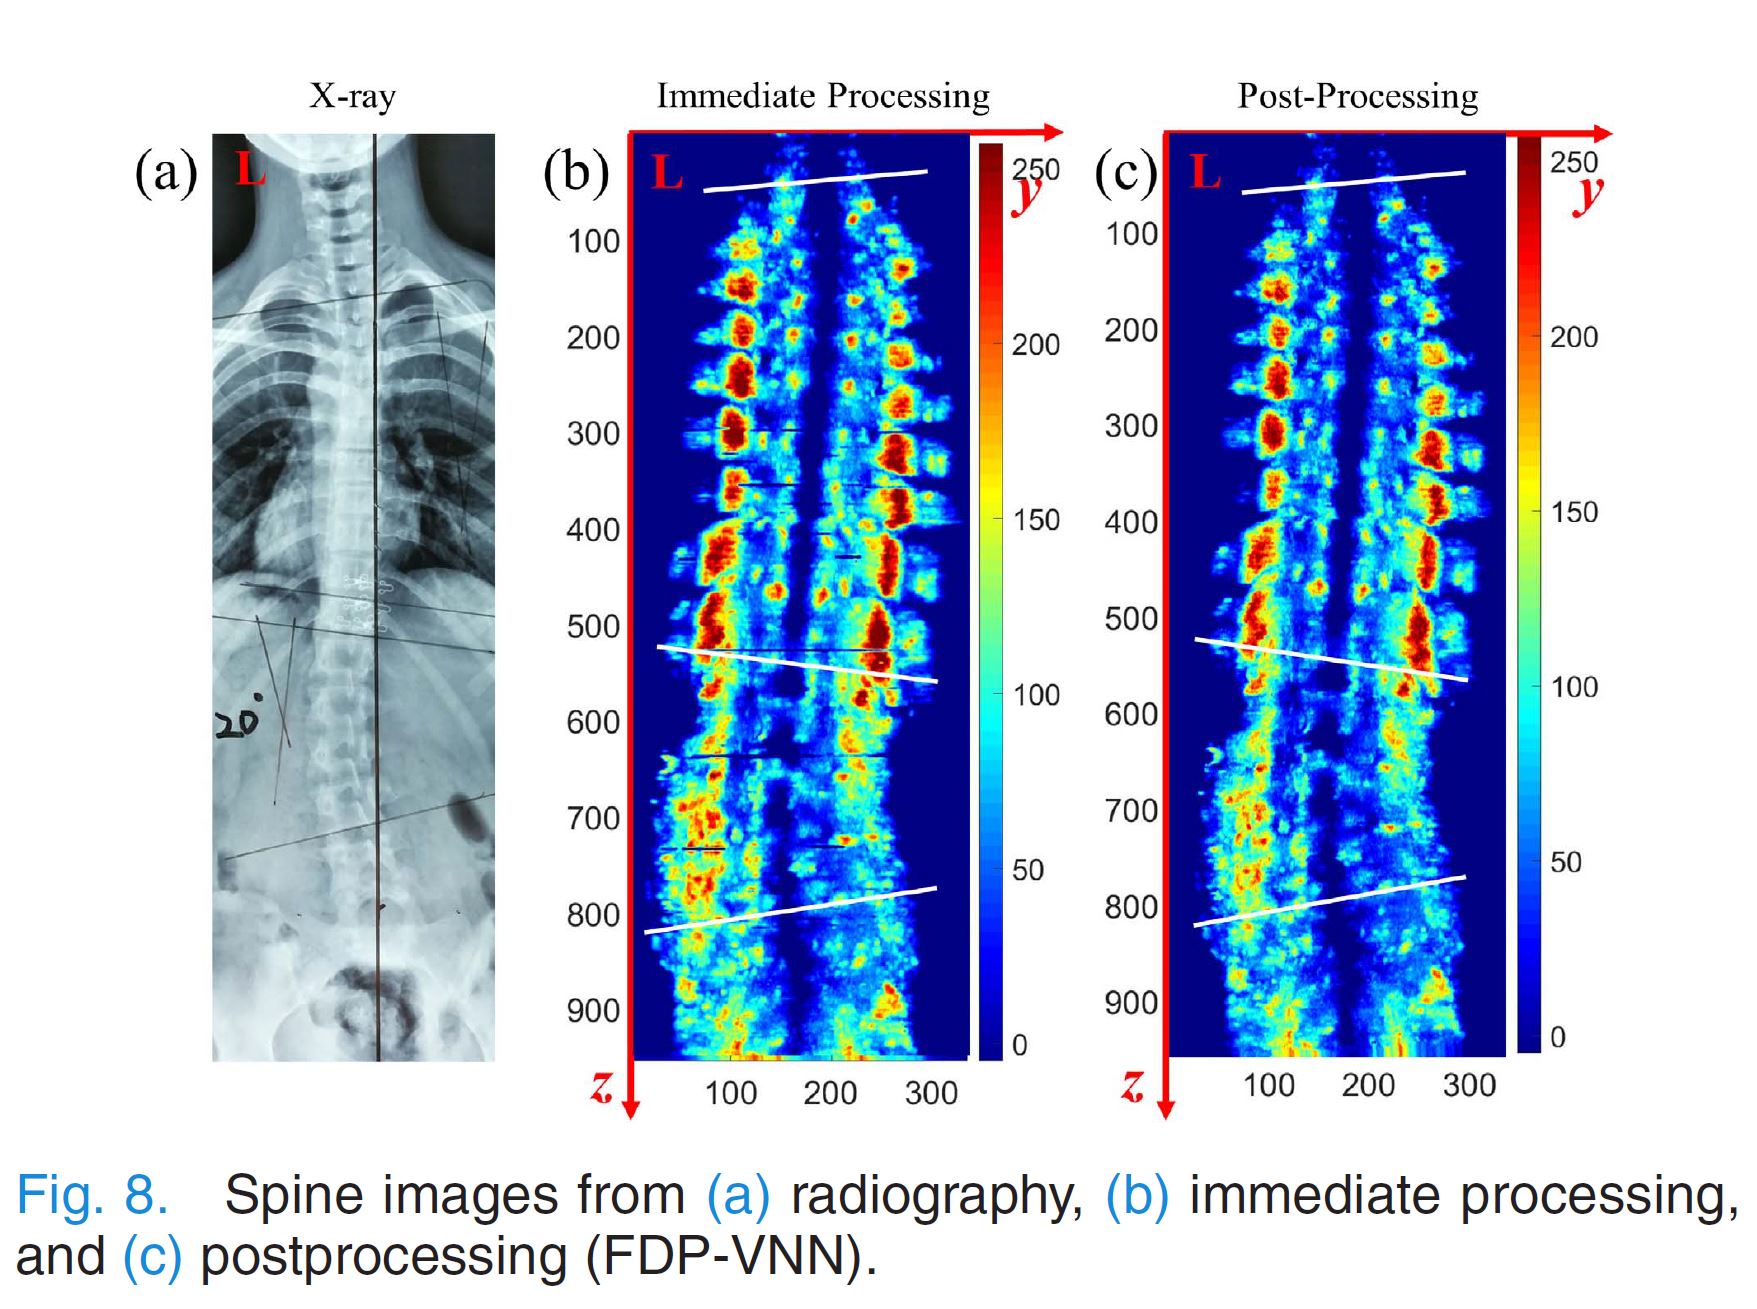 X-ray
Immediate Processing
Post-Processing
(a)
L
20°
(b)
L
y
100
200
300
400
500
600
700
800
900
z
100 200 300
250
200
150
100
50
0
(c)
L
y
100
200
300
400
500
600
700
800
900
z
100 200 300
250
200
150
100
50
0
Fig. 8. Spine images from (a) radiography, (b) immediate processing,
and (c) postprocessing (FDP-VNN).